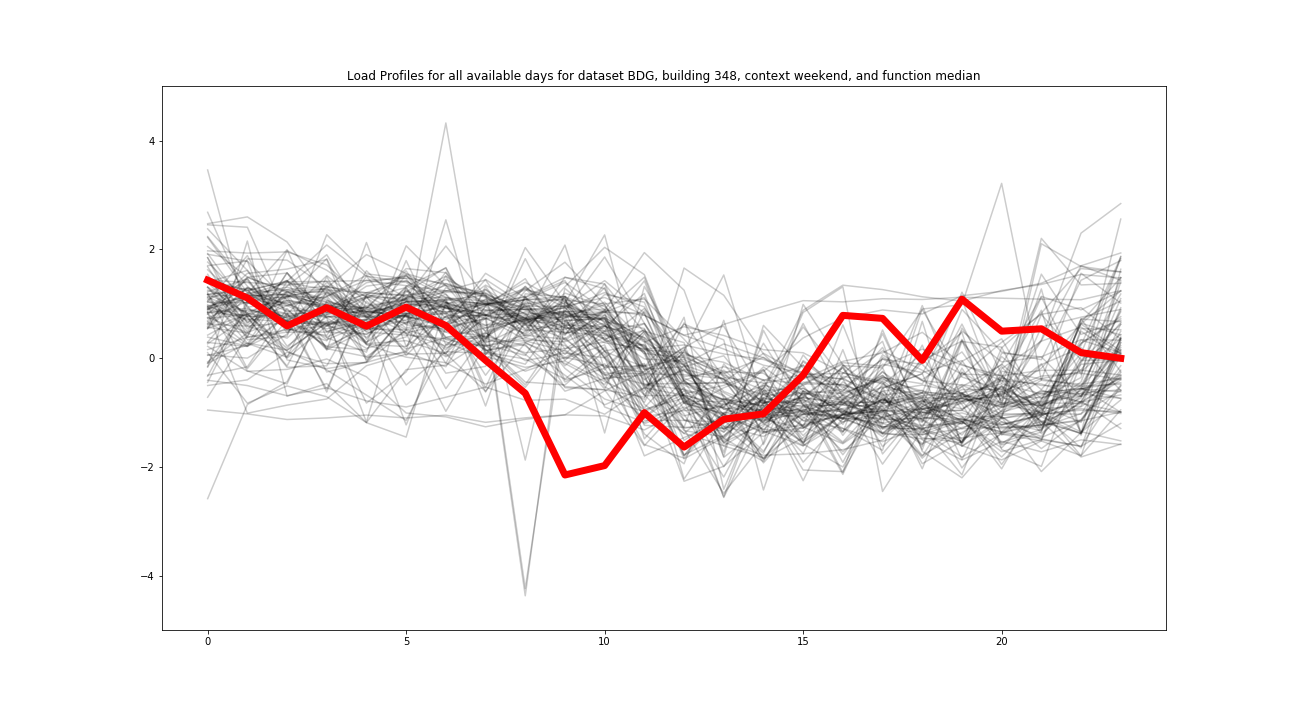 Load Profiles for all available days for dataset BDG, building 348, context weekend, and function median
4
2
0
−2
−4
0 5 10 15 20